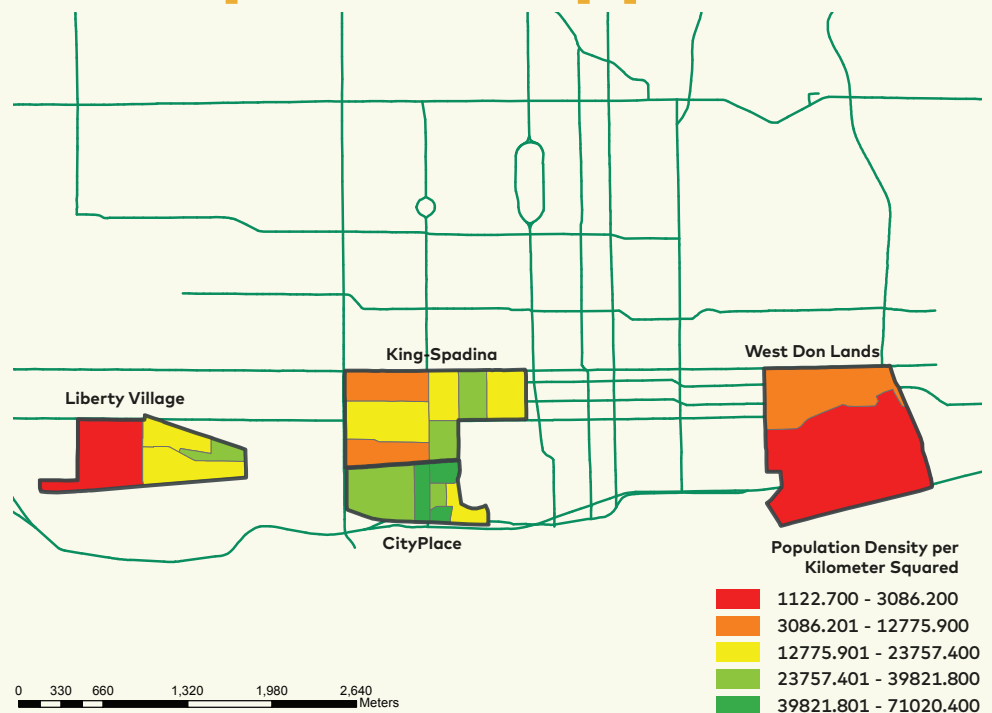 King-Spadina
West Don Lands
Liberty Village
CityPlace
Population Density per
Kilometer Squared
1122.700 - 3086.200
3086.201 - 12775.900
12775.901 - 23757.400
23757.401 - 39821.800
39821.801 - 71020.400
0 330 660 1,320 1,980 2,640
Meters